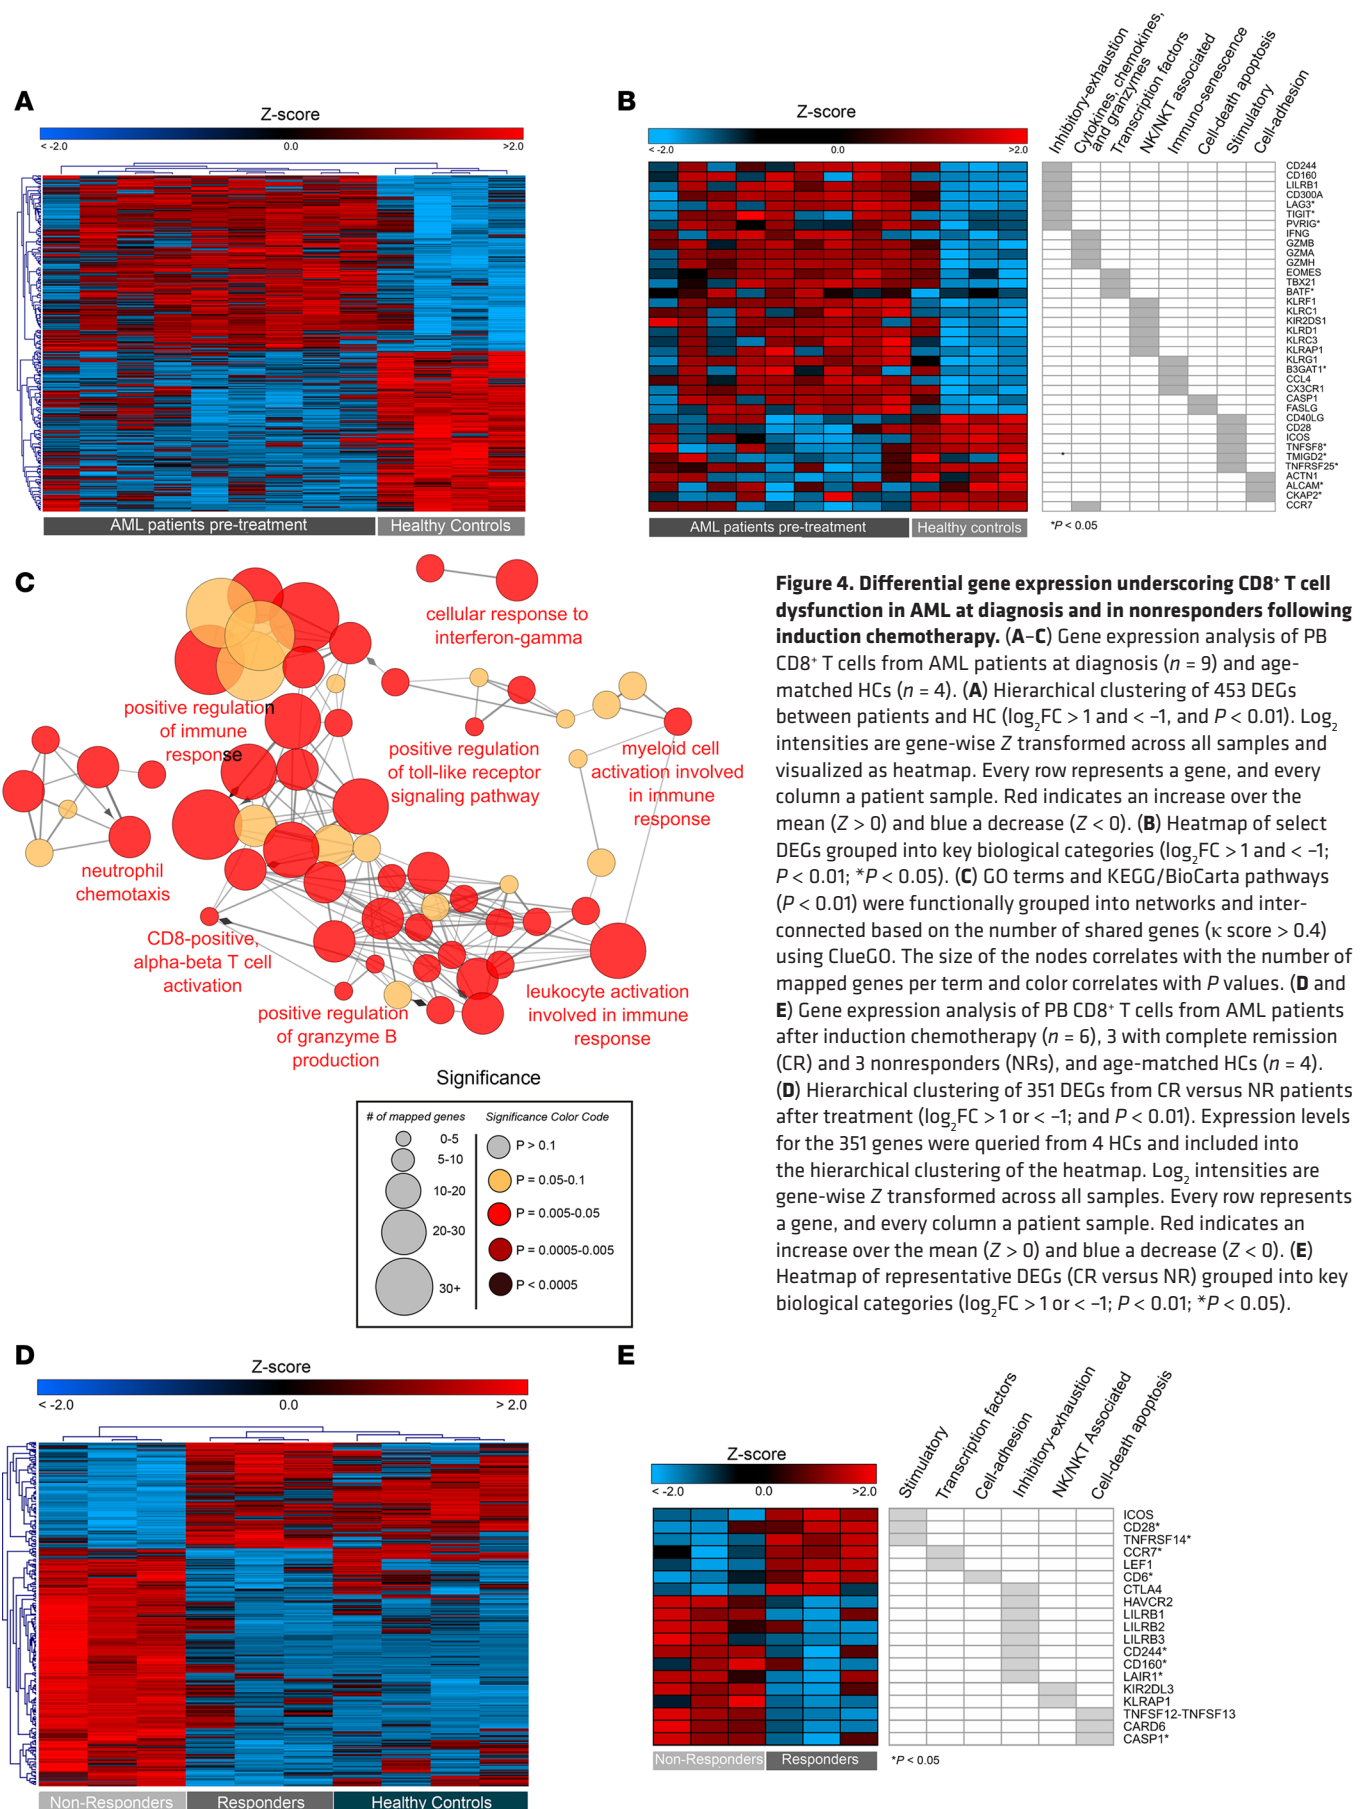 A
Z-score
< -2.0
0.0
>2.0
AML patients pre-treatment
Healthy Controls
B
Z-score
< -2.0
0.0
>2.0
Inhibitory-exhaustion
Cytokines, chemokines,
and granzymes
Transcription factors
NK/NKT associated
Immuno-senescence
Cell-death apoptosis
Stimulatory
Cell-adhesion
CD244
CD160
LILRB1
CD300A
LAG3*
TIGIT*
PVRIG*
IFNG
GZMB
GZMA
GZMH
EOMES
TBX21
BATF*
KLRF1
KLRC1
KIR2DS1
KLRD1
KLRC3
KLRAP1
KLRG1
B3GAT1*
CCL4
CX3CR1
CASP1
FASLG
CD40LG
CD28
ICOS
TNFSF8*
TMIGD2*
TNFRSF25*
ACTN1
ALCAM*
CKAP2*
CCR7
AML patients pre-treatment
Healthy controls
*P < 0.05
C
cellular response to
interferon-gamma
positive regulation
of immune
response
positive regulation
of toll-like receptor
signaling pathway
myeloid cell
activation involved
in immune
response
neutrophil
chemotaxis
CD8-positive,
alpha-beta T cell
activation
positive regulation
of granzyme B
production
leukocyte activation
involved in immune
response
Significance
# of mapped genes
0-5
5-10
10-20
20-30
30+
Significance Color Code
P > 0.1
P = 0.05-0.1
P = 0.005-0.05
P = 0.0005-0.005
P < 0.0005
Figure 4. Differential gene expression underscoring CD8⁺ T cell
dysfunction in AML at diagnosis and in nonresponders following
induction chemotherapy. (A–C) Gene expression analysis of PB
CD8⁺ T cells from AML patients at diagnosis (n = 9) and age-
matched HCs (n = 4). (A) Hierarchical clustering of 453 DEGs
between patients and HC (log₂FC > 1 and < –1, and P < 0.01). Log₂
intensities are gene-wise Z transformed across all samples and
visualized as heatmap. Every row represents a gene, and every
column a patient sample. Red indicates an increase over the
mean (Z > 0) and blue a decrease (Z < 0). (B) Heatmap of select
DEGs grouped into key biological categories (log₂FC > 1 and < –1;
P < 0.01; *P < 0.05). (C) GO terms and KEGG/BioCarta pathways
(P < 0.01) were functionally grouped into networks and inter-
connected based on the number of shared genes (κ score > 0.4)
using ClueGO. The size of the nodes correlates with the number of
mapped genes per term and color correlates with P values. (D and
E) Gene expression analysis of PB CD8⁺ T cells from AML patients
after induction chemotherapy (n = 6), 3 with complete remission
(CR) and 3 nonresponders (NRs), and age-matched HCs (n = 4).
(D) Hierarchical clustering of 351 DEGs from CR versus NR patients
after treatment (log₂FC > 1 or < –1; and P < 0.01). Expression levels
for the 351 genes were queried from 4 HCs and included into
the hierarchical clustering of the heatmap. Log₂ intensities are
gene-wise Z transformed across all samples. Every row represents
a gene, and every column a patient sample. Red indicates an
increase over the mean (Z > 0) and blue a decrease (Z < 0). (E)
Heatmap of representative DEGs (CR versus NR) grouped into key
biological categories (log₂FC > 1 or < –1; P < 0.01; *P < 0.05).
D
Z-score
< -2.0
0.0
> 2.0
Non-Responders
Responders
Healthy Controls
E
Z-score
< -2.0
0.0
>2.0
Stimulatory
Transcription factors
Cell-adhesion
Inhibitory-exhaustion
NK/NKT Associated
Cell-death apoptosis
ICOS
CD28*
TNFRSF14*
CCR7*
LEF1
CD6*
CTLA4
HAVCR2
LILRB1
LILRB2
LILRB3
CD244*
CD160*
LAIR1*
KIR2DL3
KLRAP1
TNFSF12-TNFSF13
CARD6
CASP1*
Non-Responders
Responders
*P < 0.05